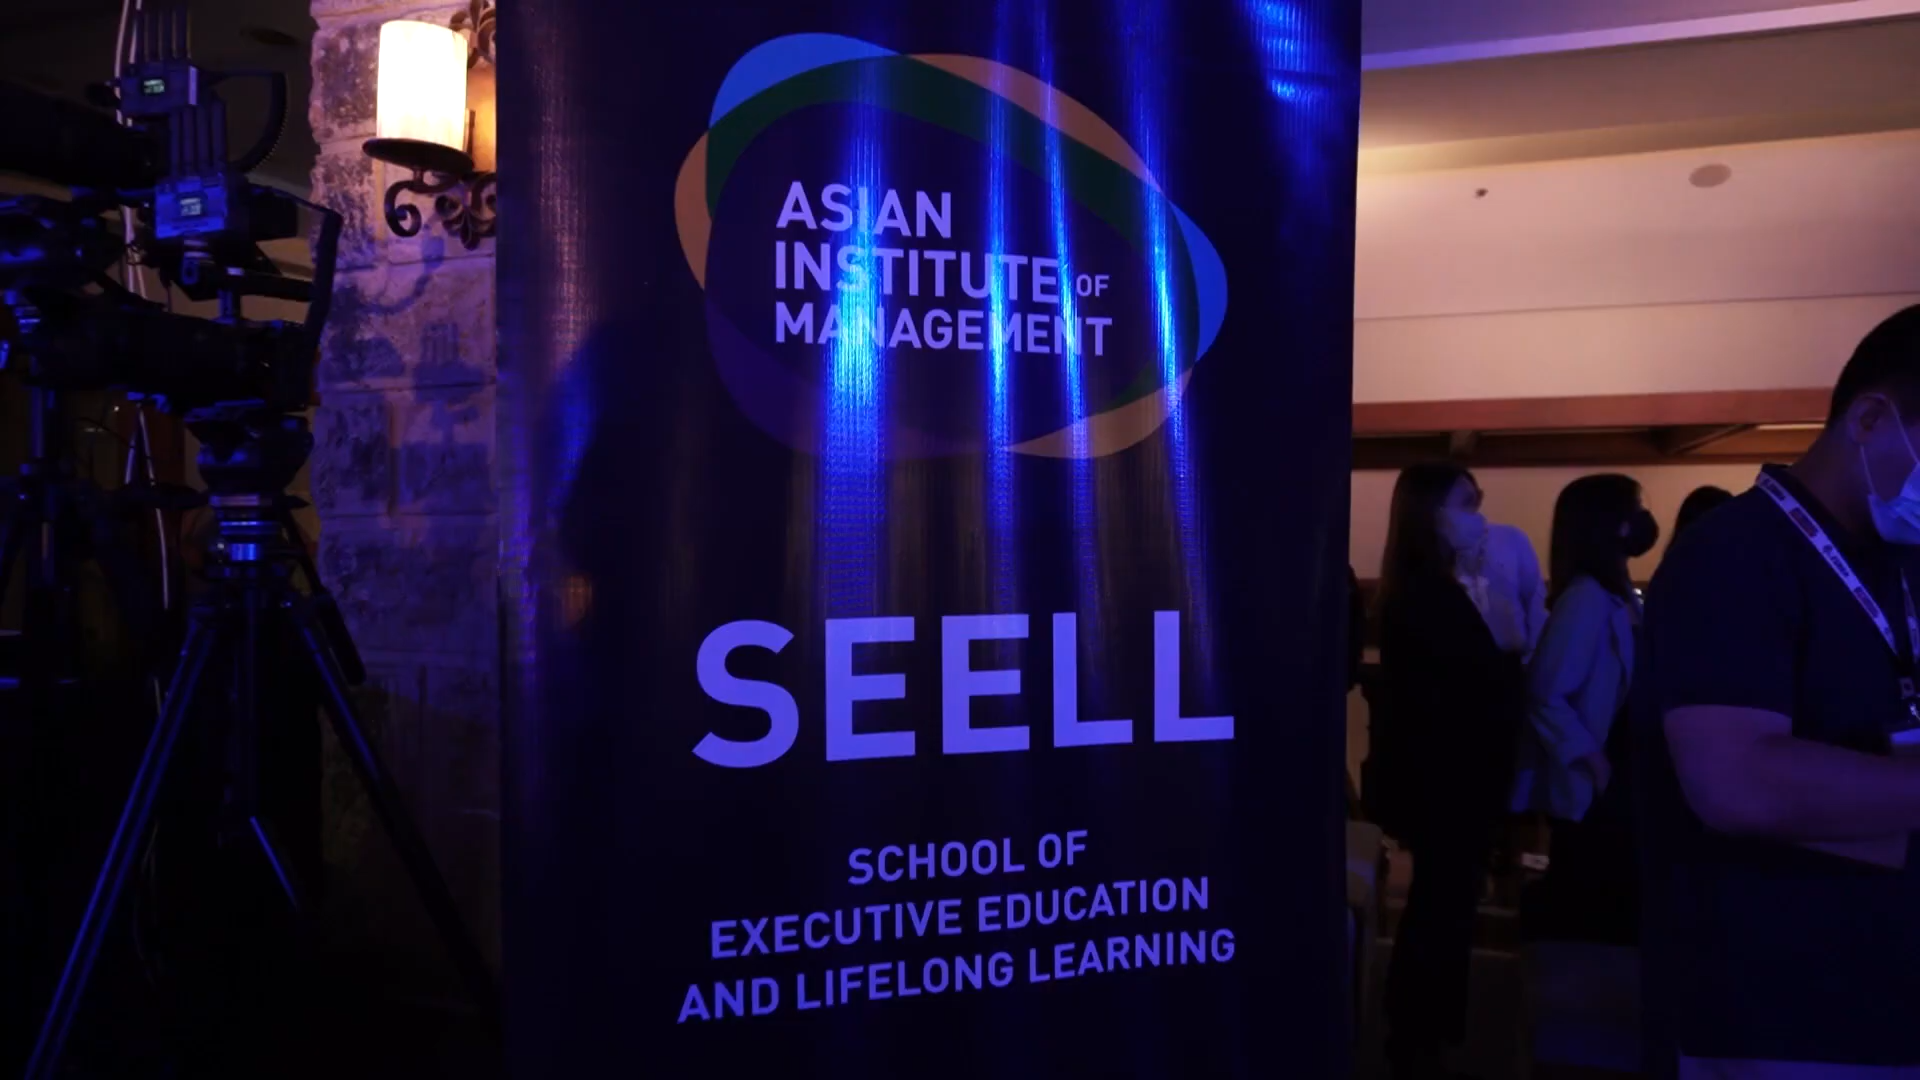 ASIAN
INSTITUTE OF
MANAGEMENT
SEELL
SCHOOL OF
EXECUTIVE EDUCATION
AND LIFELONG LEARNING